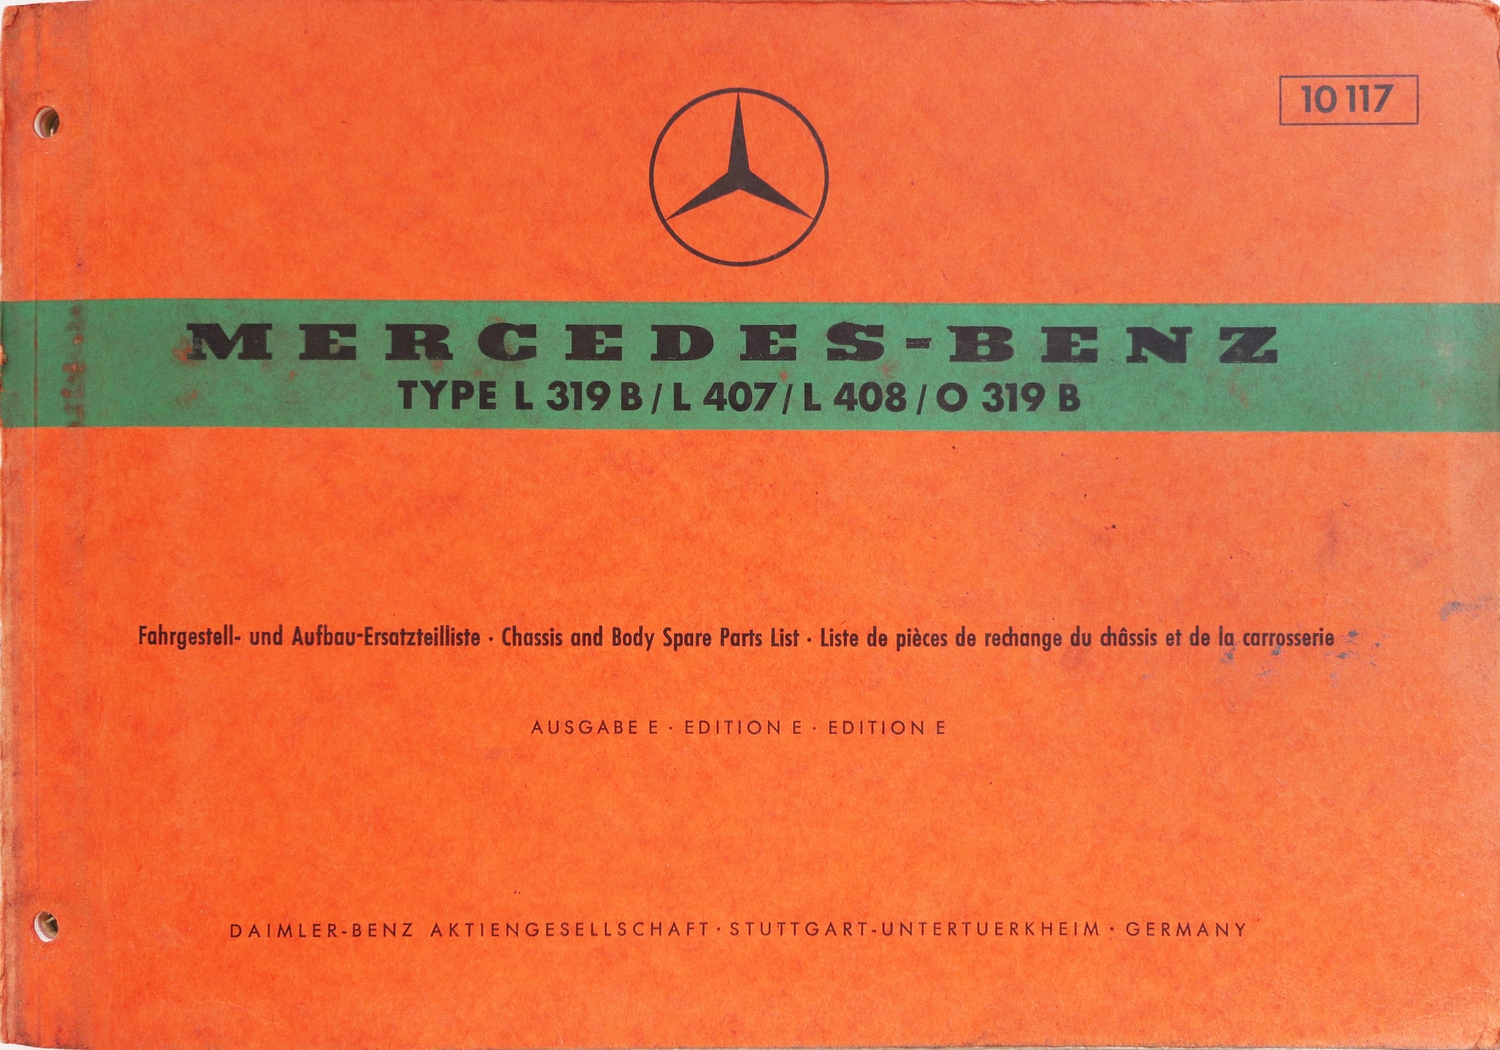 10 117
MERCEDES-BENZ
TYPE L 319 B / L 407 / L 408 / O 319 B
Fahrgestell- und Aufbau-Ersatzteilliste · Chassis and Body Spare Parts List · Liste de pièces de rechange du châssis et de la carrosserie
AUSGABE E · EDITION E · EDITION E
DAIMLER-BENZ AKTIENGESELLSCHAFT · STUTTGART-UNTERTUERKHEIM · GERMANY